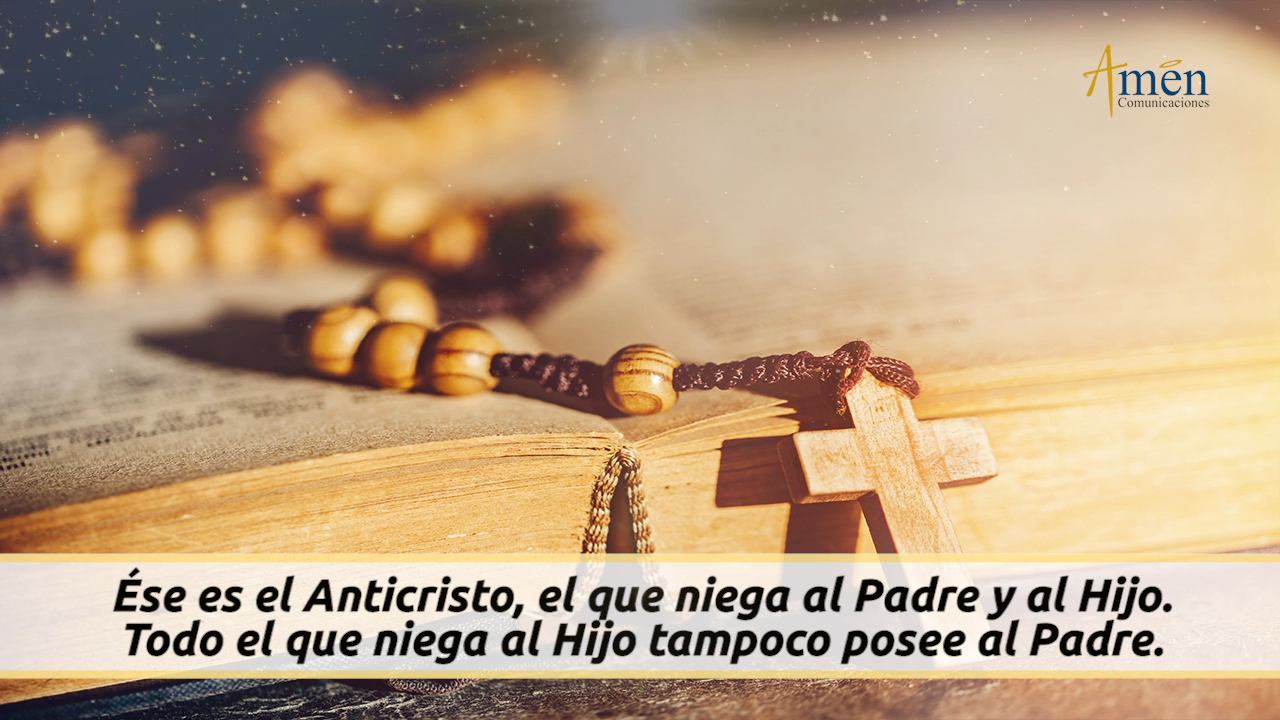 Amén
Comunicaciones
Ése es el Anticristo, el que niega al Padre y al Hijo.
Todo el que niega al Hijo tampoco posee al Padre.